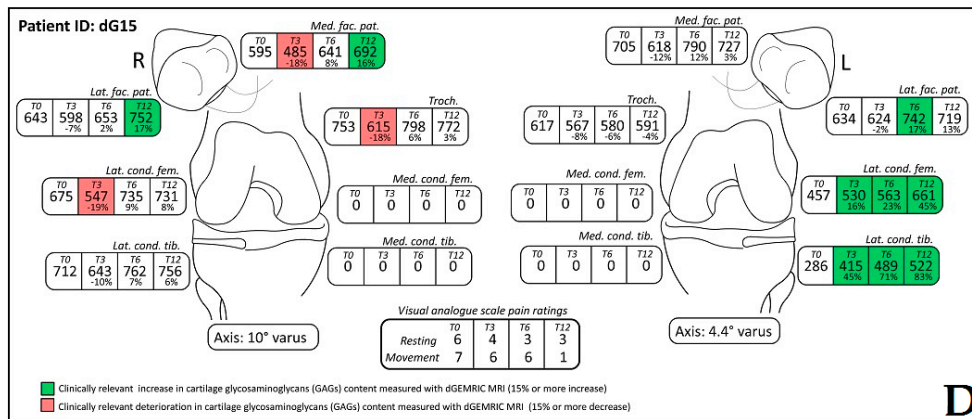 Patient ID: dG15
R
Med. fac. pat.
T0 T3 T6 T12
595 485 641 692
-18% 8% 16%
Lat. fac. pat.
T0 T3 T6 T12
643 598 653 752
-7% 2% 17%
Troch.
T0 T3 T6 T12
753 615 798 772
-18% 6% 3%
Lat. cond. fem.
T0 T3 T6 T12
675 547 735 731
-19% 9% 8%
Med. cond. fem.
T0 T3 T6 T12
0 0 0 0
Lat. cond. tib.
T0 T3 T6 T12
712 643 762 756
-10% 7% 6%
Med. cond. tib.
T0 T3 T6 T12
0 0 0 0
Axis: 10° varus
Med. fac. pat.
T0 T3 T6 T12
705 618 790 727
-12% 12% 3%
L
Lat. fac. pat.
T0 T3 T6 T12
634 624 742 719
-2% 17% 13%
Troch.
T0 T3 T6 T12
617 567 580 591
-8% -6% -4%
Med. cond. fem.
T0 T3 T6 T12
0 0 0 0
Lat. cond. fem.
T0 T3 T6 T12
457 530 563 661
16% 23% 45%
Med. cond. tib.
T0 T3 T6 T12
0 0 0 0
Lat. cond. tib.
T0 T3 T6 T12
286 415 489 522
45% 71% 83%
Axis: 4.4° varus
Visual analogue scale pain ratings
T0 T3 T6 T12
Resting 6 4 3 3
Movement 7 6 6 1
Clinically relevant increase in cartilage glycosaminoglycans (GAGs) content measured with dGEMRIC MRI (15% or more increase)
Clinically relevant deterioration in cartilage glycosaminoglycans (GAGs) content measured with dGEMRIC MRI (15% or more decrease)
D